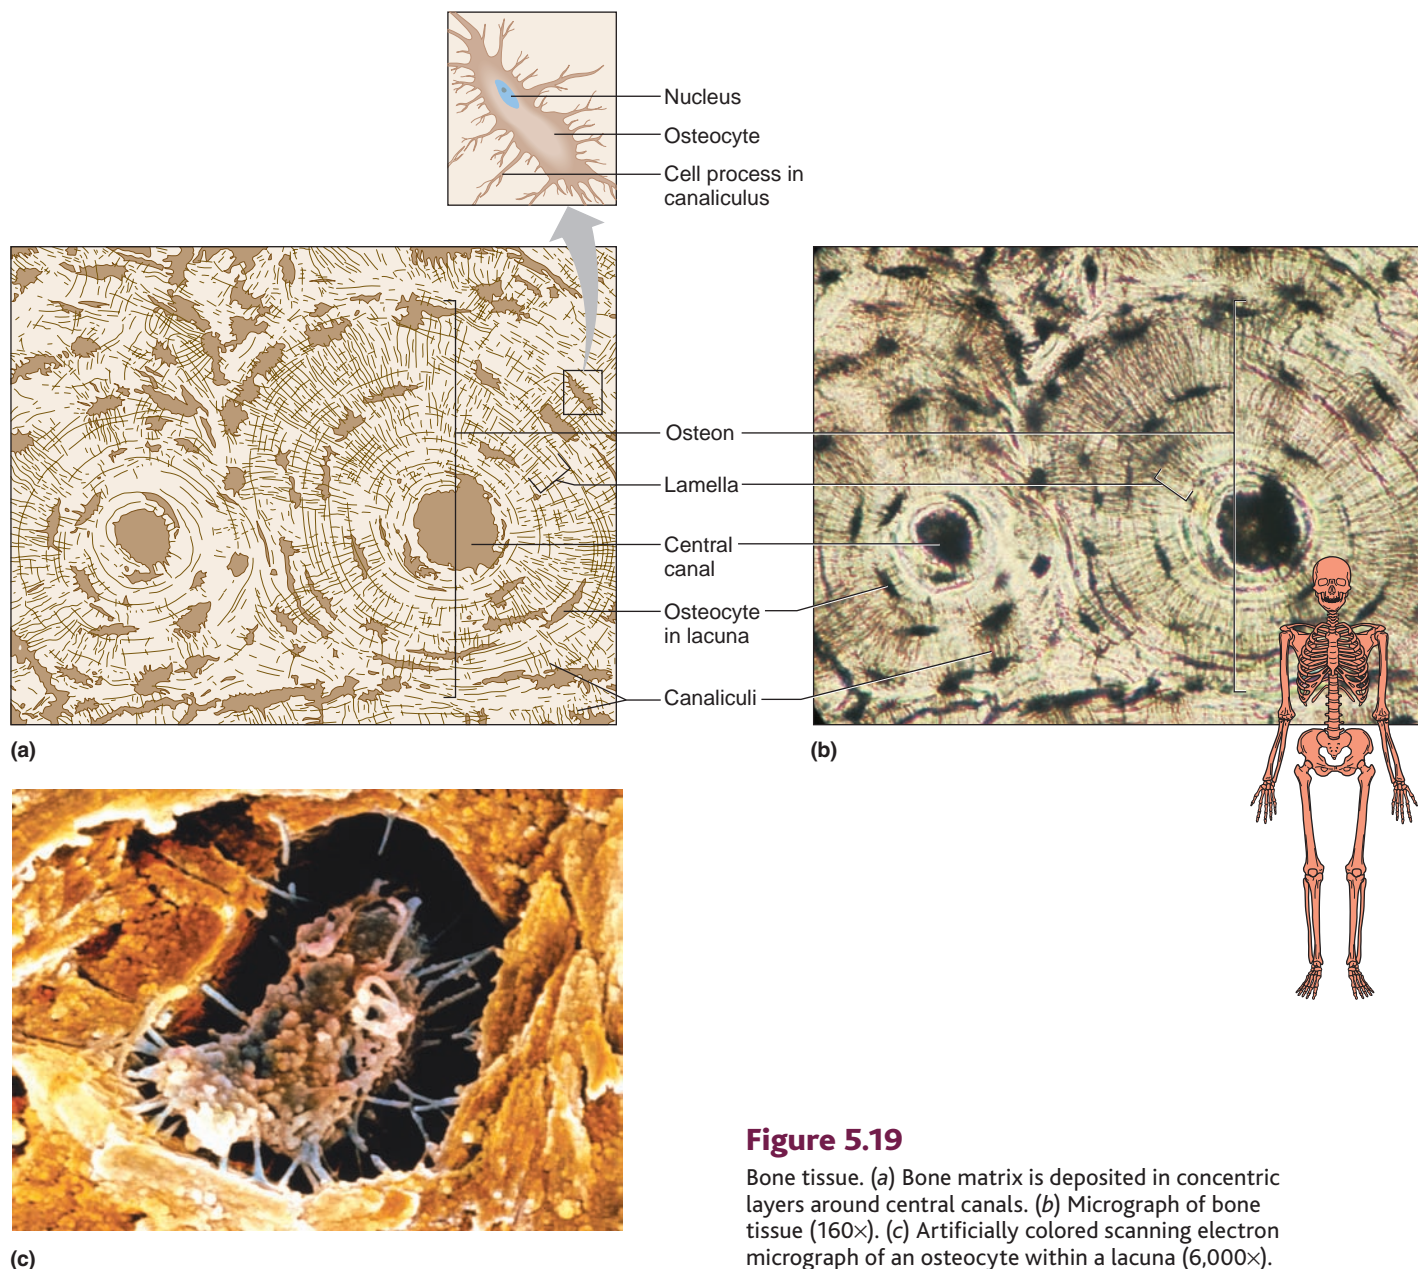 Nucleus
Osteocyte
Cell process in
canaliculus
Osteon
Lamella
Central
canal
Osteocyte
in lacuna
Canaliculi
(a)
(b)
(c)
Figure 5.19
Bone tissue. (a) Bone matrix is deposited in concentric
layers around central canals. (b) Micrograph of bone
tissue (160×). (c) Artificially colored scanning electron
micrograph of an osteocyte within a lacuna (6,000×).